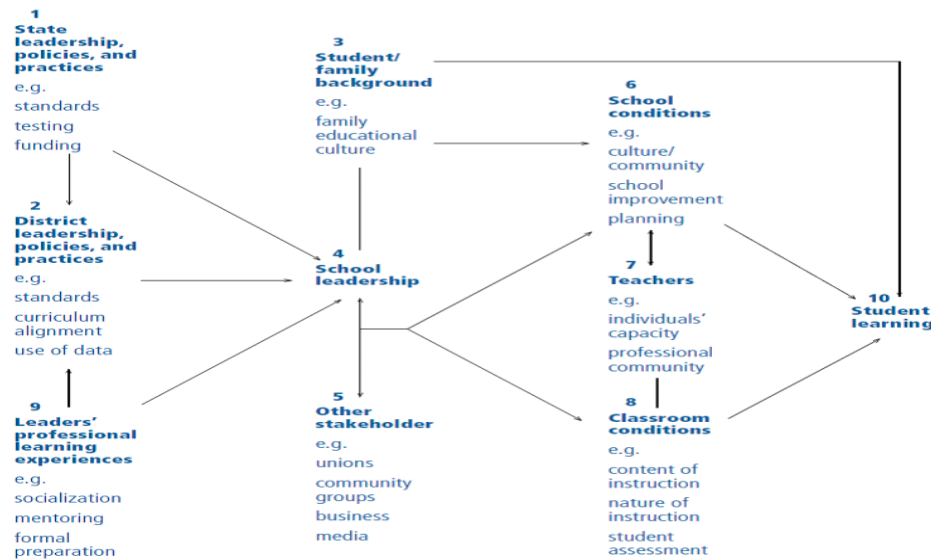 1
State
leadership,
policies, and
practices
e.g.
standards
testing
funding
2
District
leadership,
policies, and
practices
e.g.
standards
curriculum
alignment
use of data
9
Leaders’
professional
learning
experiences
e.g.
socialization
mentoring
formal
preparation
3
Student/
family
background
e.g.
family
educational
culture
4
School
leadership
5
Other
stakeholder
e.g.
unions
community
groups
business
media
6
School
conditions
e.g.
culture/
community
school
improvement
planning
7
Teachers
e.g.
individuals’
capacity
professional
community
8
Classroom
conditions
e.g.
content of
instruction
nature of
instruction
student
assessment
10
Student
learning